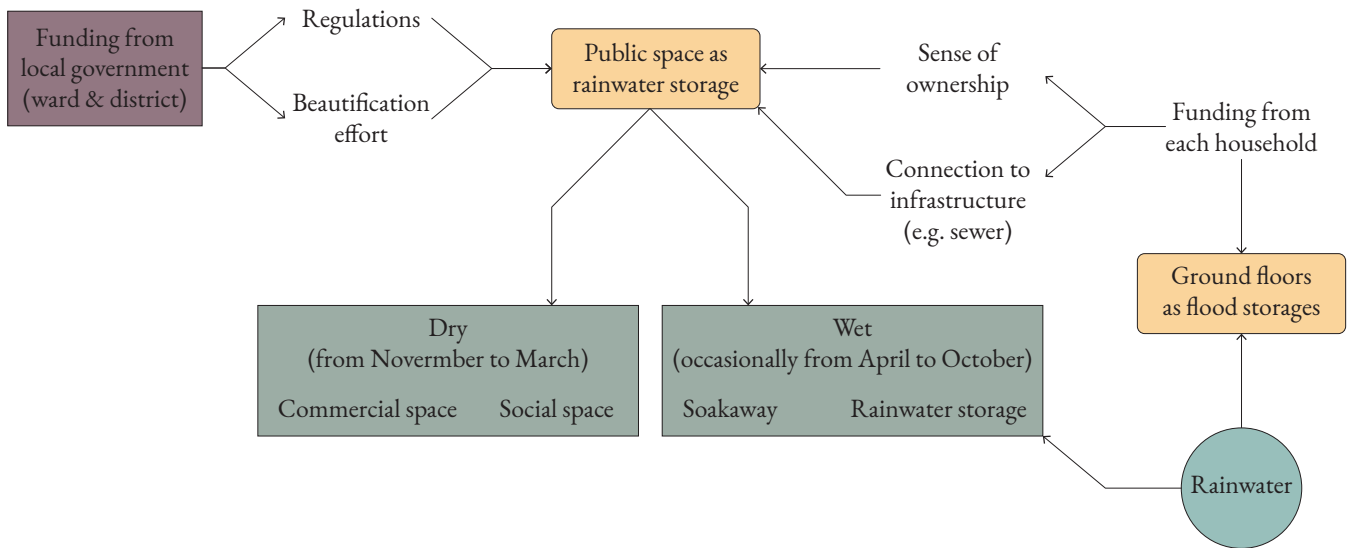 Funding from
local government
(ward & district)
Regulations
Beautification
effort
Public space as
rainwater storage
Sense of
ownership
Connection to
infrastructure
(e.g. sewer)
Funding from
each household
Ground floors
as flood storages
Dry
(from Novermber to March)
Commercial space Social space
Wet
(occasionally from April to October)
Soakaway Rainwater storage
Rainwater